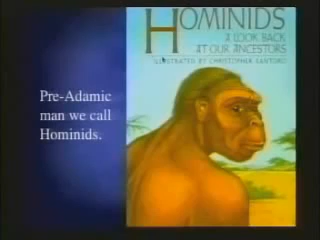 HOMINIDS
A LOOK BACK
AT OUR ANCESTORS
ILLUSTRATED BY CHRISTOPHER SANTORO
Pre-Adamic
man we call
Hominids.